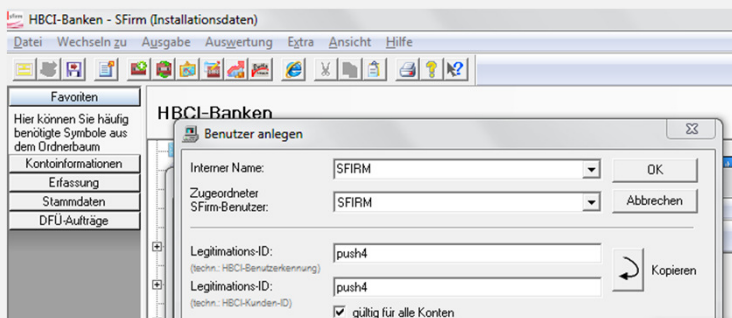 HBCI-Banken - SFirm (Installationsdaten)
Datei Wechseln zu Ausgabe Auswertung Extra Ansicht Hilfe
Favoriten
Hier können Sie häufig
benötigte Symbole aus
dem Ordnerbaum
Kontoinformationen
Erfassung
Stammdaten
DFÜ-Aufträge
HBCI-Banken
Benutzer anlegen
Interner Name: SFIRM OK
Zugeordneter
SFirm-Benutzer: SFIRM Abbrechen
Legitimations-ID: push4
(techn.: HBCI-Benutzerkennung)
Kopieren
Legitimations-ID: push4
(techn.: HBCI-Kunden-ID)
gültig für alle Konten